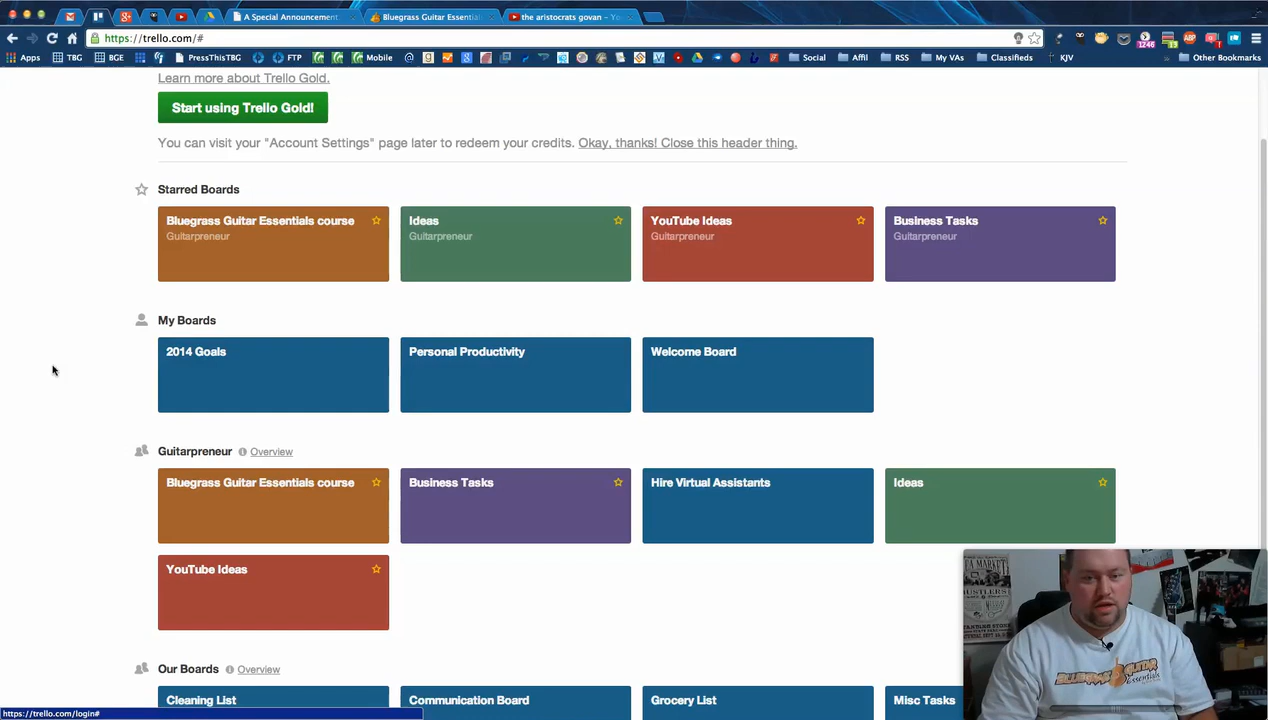 A Special Announcement
Bluegrass Guitar Essential
the aristocrats govan - Yo
https://trello.com/#
1246
Apps
TBG
BGE
PressThisTBG
FTP
Mobile
Social
Affil
RSS
My VAs
Classifieds
KJV
»
Other Bookmarks
Learn more about Trello Gold.
Start using Trello Gold!
You can visit your "Account Settings" page later to redeem your credits. Okay, thanks! Close this header thing.
Starred Boards
Bluegrass Guitar Essentials course
Guitarpreneur
Ideas
Guitarpreneur
YouTube Ideas
Guitarpreneur
Business Tasks
Guitarpreneur
My Boards
2014 Goals
Personal Productivity
Welcome Board
Guitarpreneur
Overview
Bluegrass Guitar Essentials course
Business Tasks
Hire Virtual Assistants
Ideas
YouTube Ideas
Our Boards
Overview
Cleaning List
Communication Board
Grocery List
Misc Tasks
https://trello.com/login#
BLUEGRASS GUITAR
Essentials